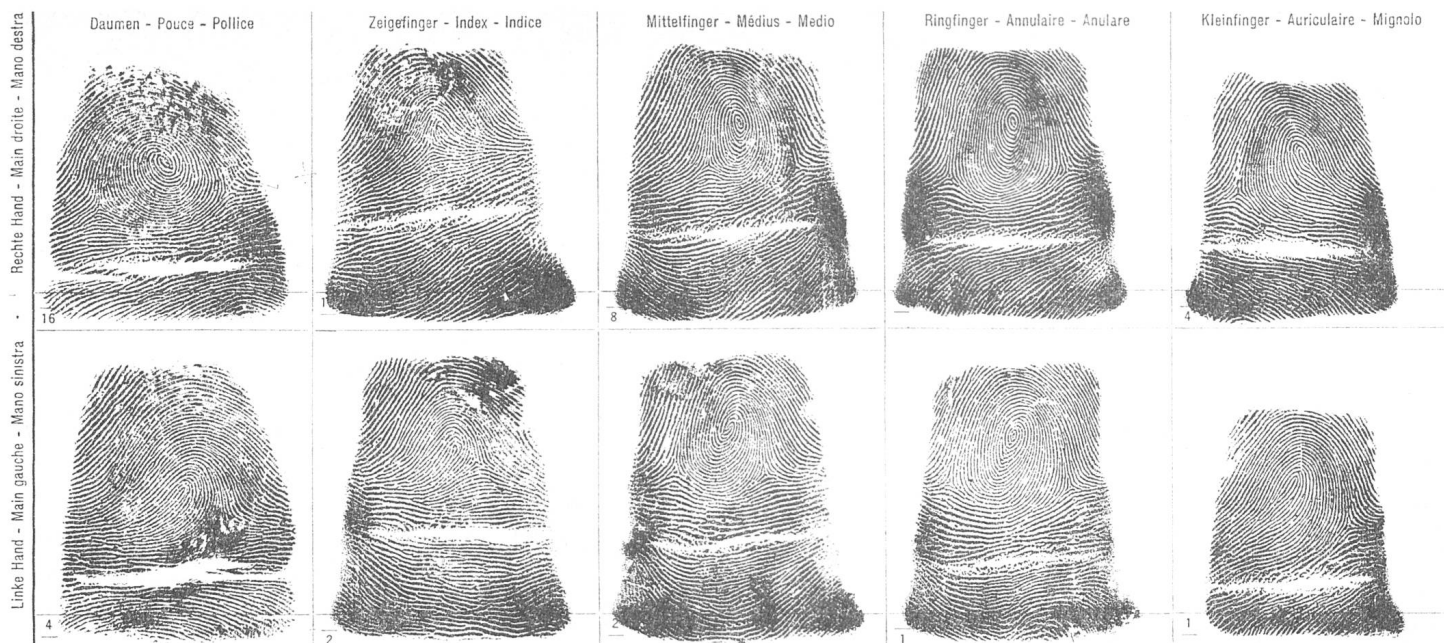 Daumen - Pouce - Pollice
Zeigefinger - Index - Indice
Mittelfinger - Médius - Medio
Ringfinger - Annulaire - Anulare
Kleinfinger - Auriculaire - Mignolo
Rechte Hand - Main droite - Mano destra
16
8
4
Linke Hand - Main gauche - Mano sinistra
4
2
2
1
1